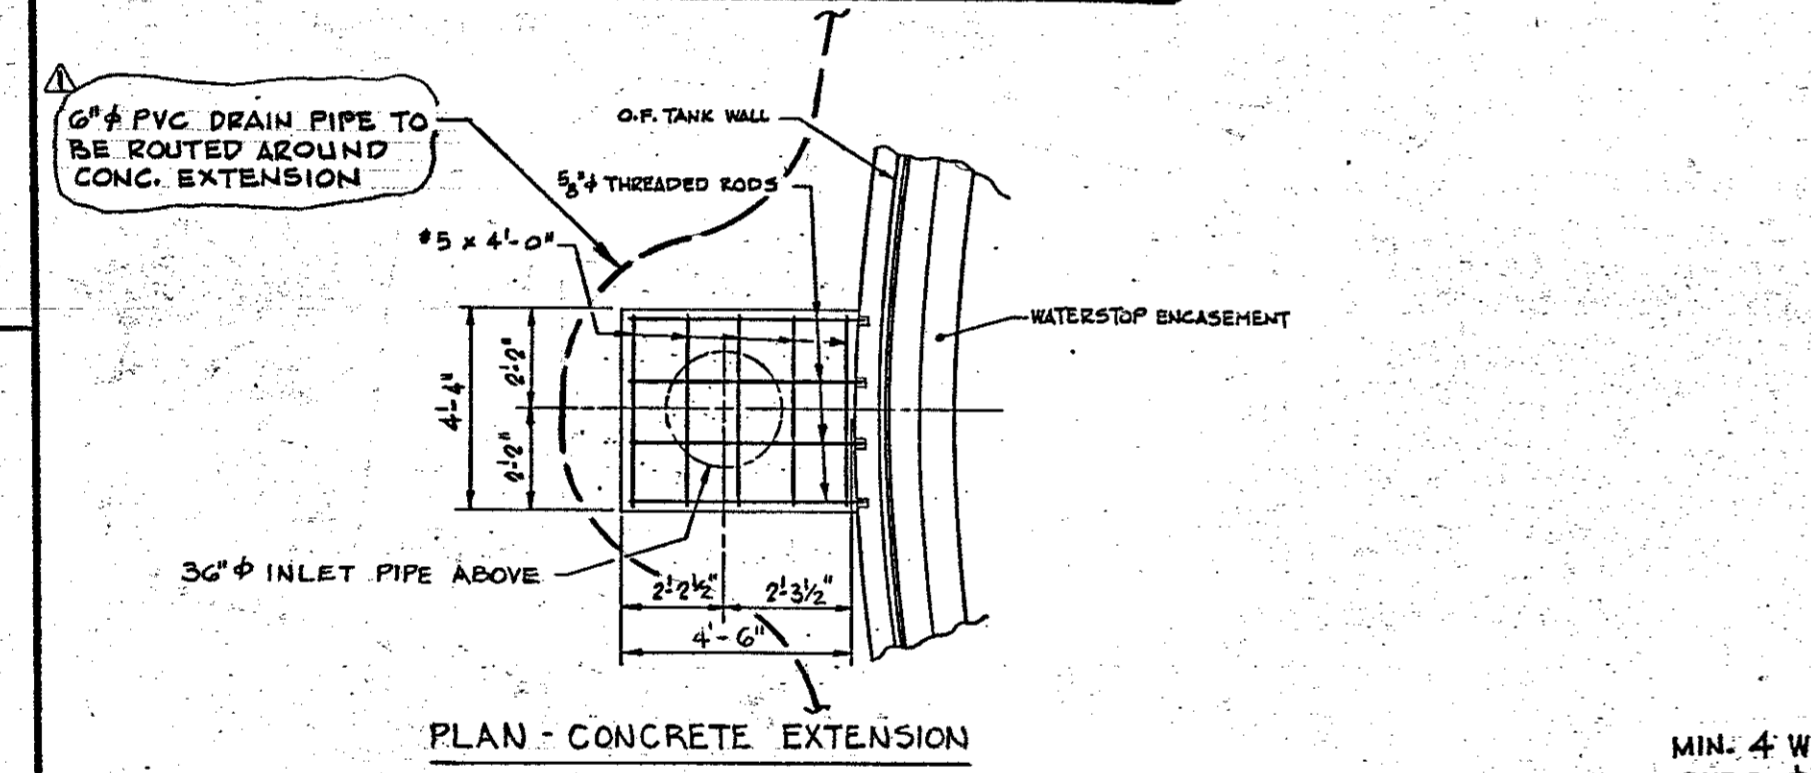 1
6"φ PVC DRAIN PIPE TO
BE ROUTED AROUND
CONC. EXTENSION
O.F. TANK WALL
5/8"φ THREADED RODS
#5 x 4'-0"
WATERSTOP ENCASEMENT
4'-4"
2'-2"
2'-2"
36"φ INLET PIPE ABOVE
2'-2½"
2'-3½"
4'-6"
PLAN - CONCRETE EXTENSION
MIN. 4 W